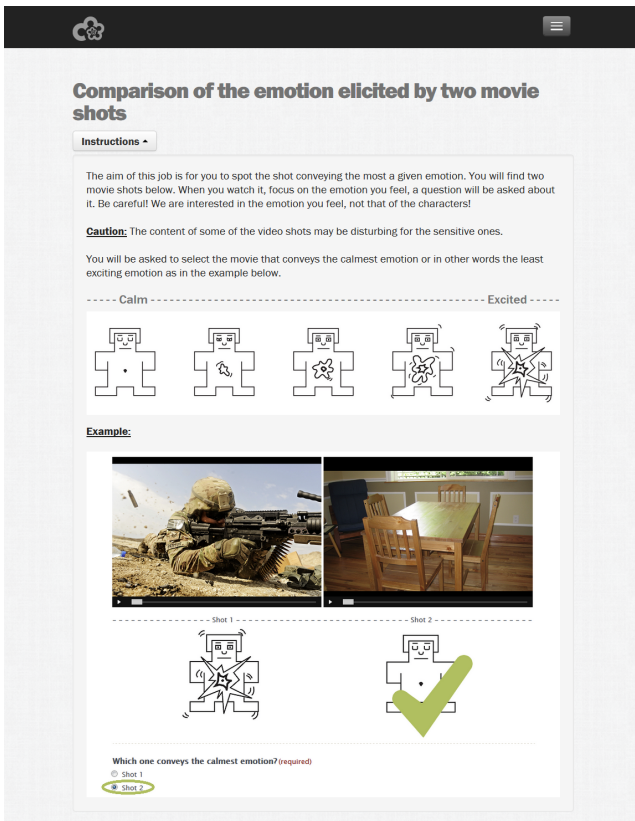 Comparison of the emotion elicited by two movie
shots
Instructions
The aim of this job is for you to spot the shot conveying the most a given emotion. You will find two
movie shots below. When you watch it, focus on the emotion you feel, a question will be asked about
it. Be careful! We are interested in the emotion you feel, not that of the characters!
Caution: The content of some of the video shots may be disturbing for the sensitive ones.
You will be asked to select the movie that conveys the calmest emotion or in other words the least
exciting emotion as in the example below.
----- Calm ---------------------------------------- Excited -----
Example:
Shot 1 Shot 2
Which one conveys the calmest emotion? (required)
Shot 1
Shot 2